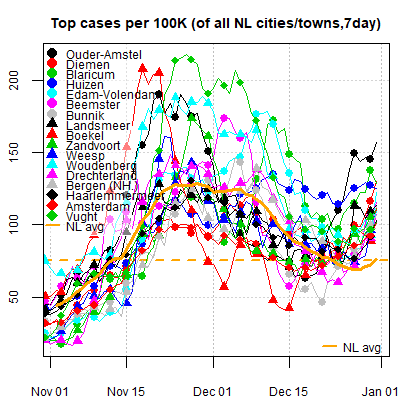 Top cases per 100K (of all NL cities/towns,7day)
Ouder-Amstel
Diemen
Blaricum
Huizen
Edam-Volendam
Beemster
Bunnik
Landsmeer
Boekel
Zandvoort
Weesp
Woudenberg
Drechterland
Bergen (NH)
Haarlemmermeer
Amsterdam
Vught
NL avg
200
150
100
50
NL avg
Nov 01
Nov 15
Dec 01
Dec 15
Jan 01